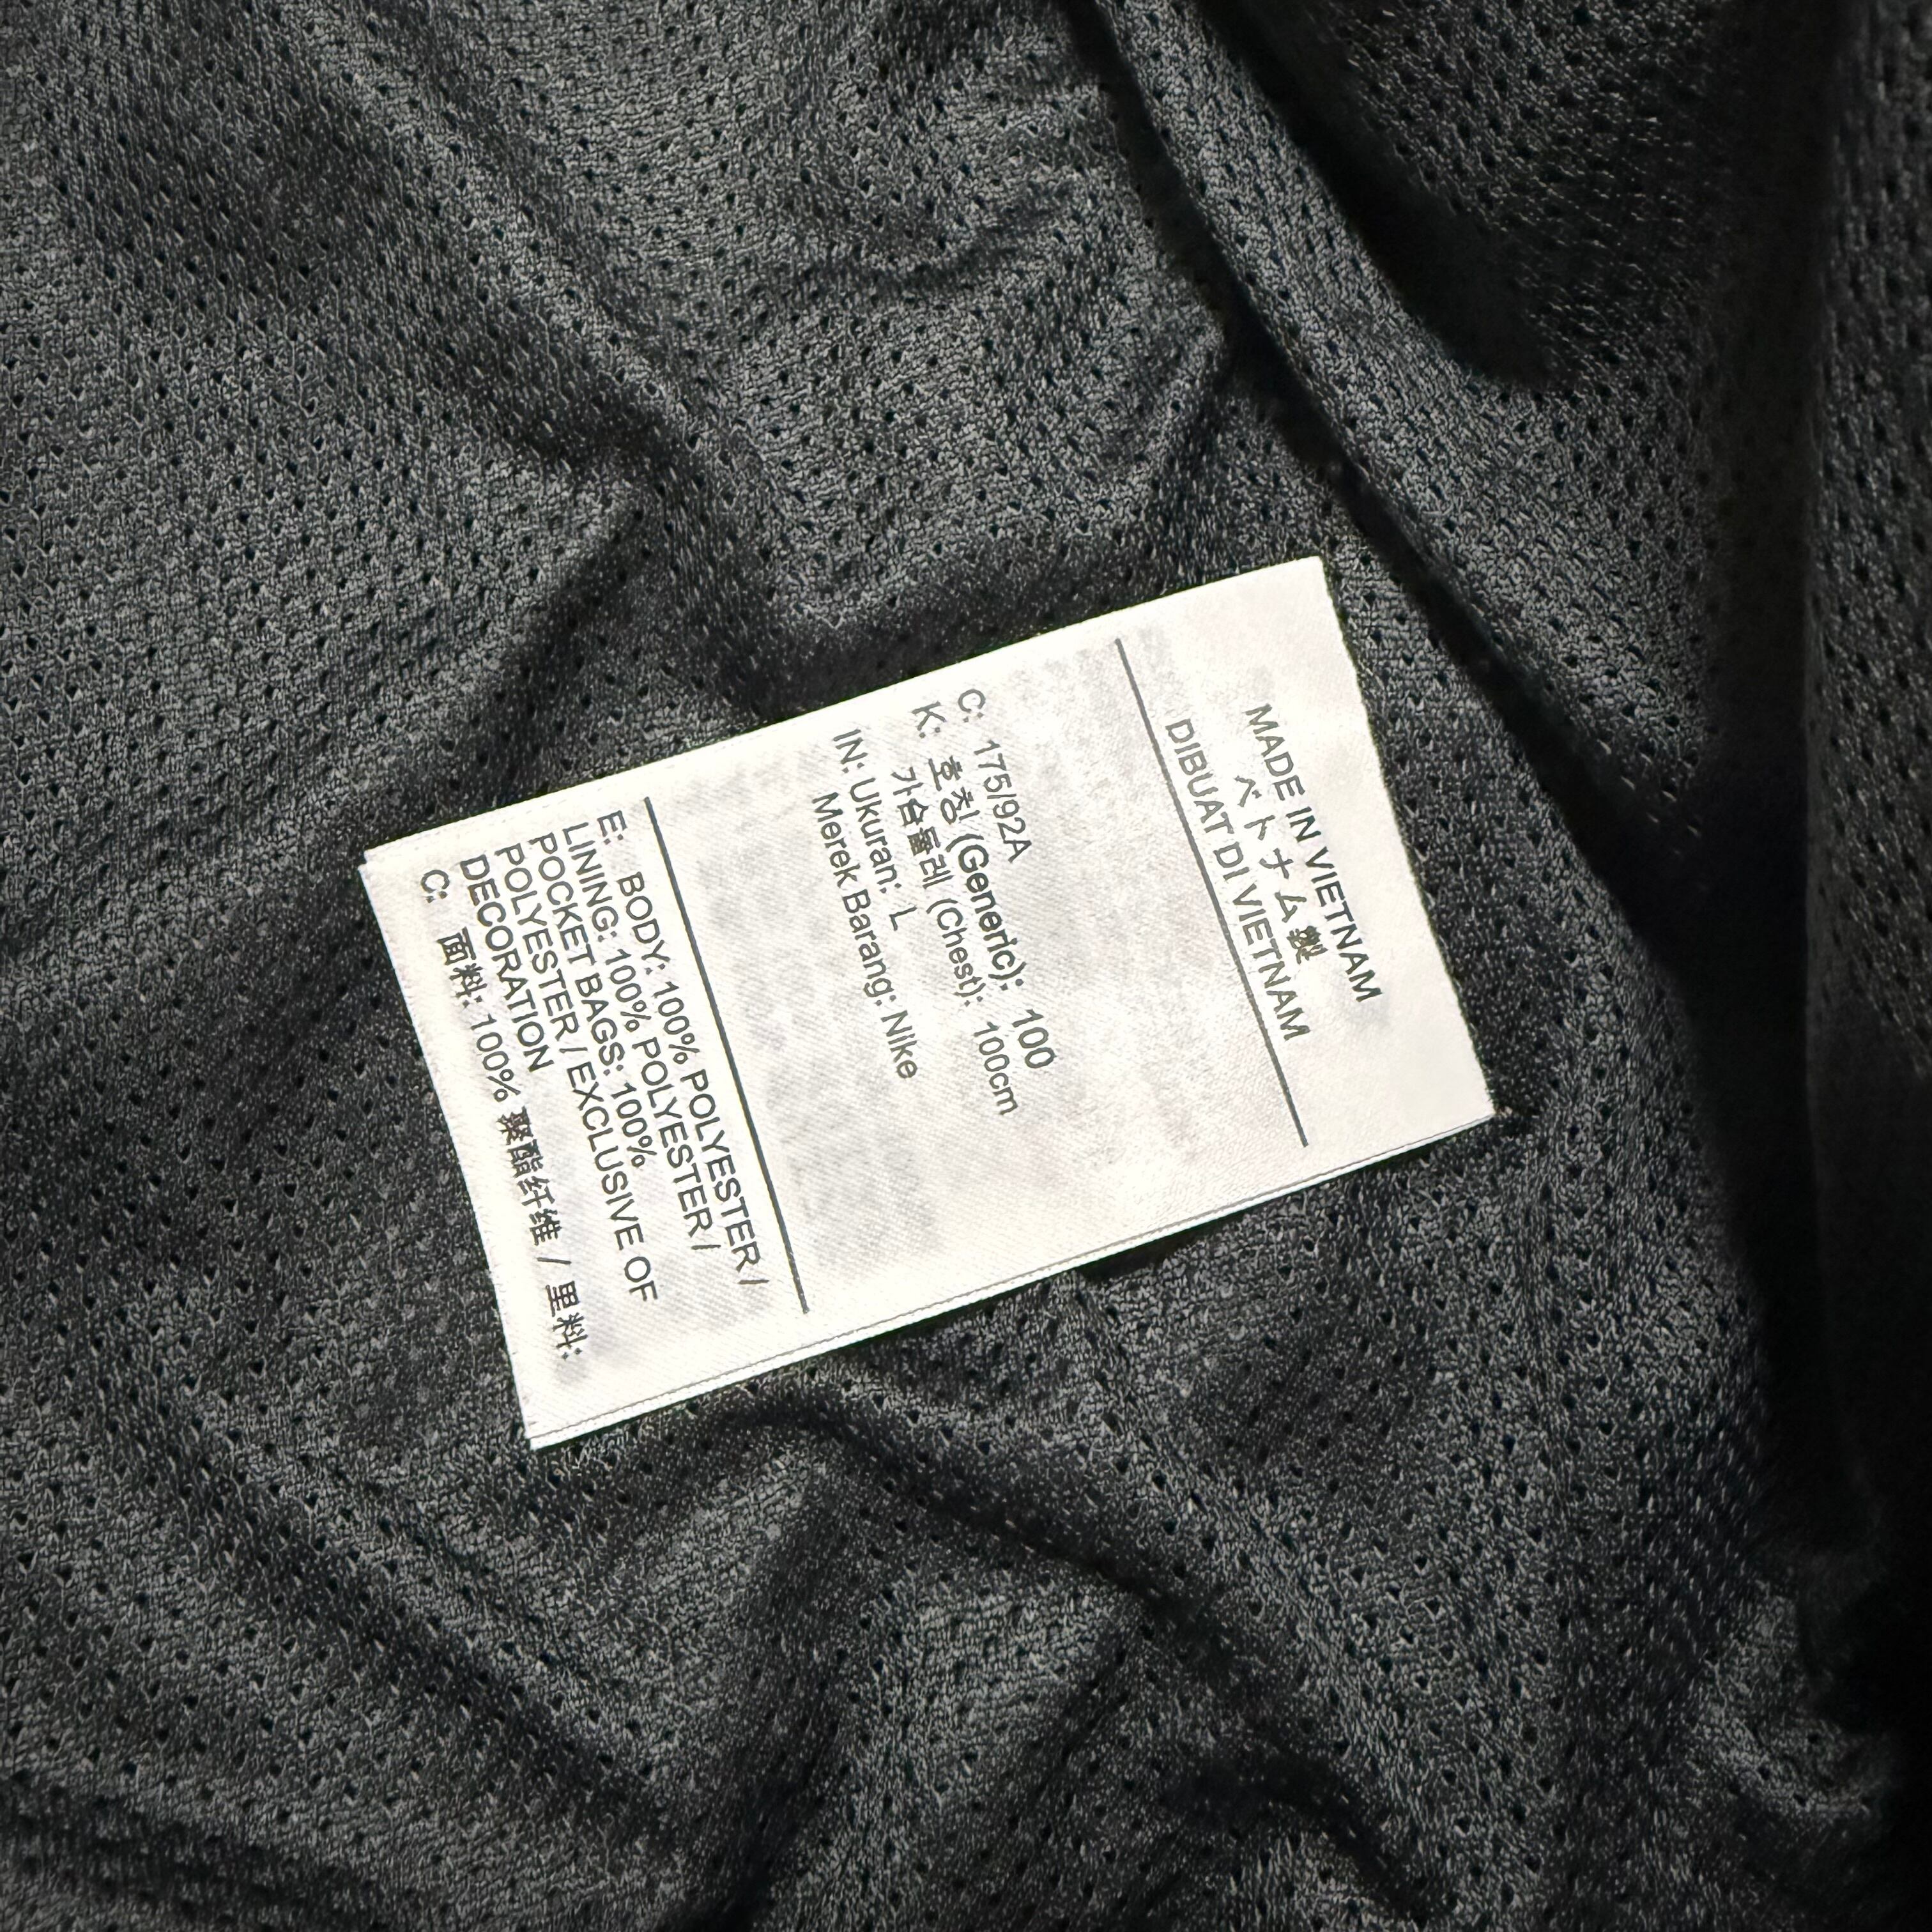 MADE IN VIETNAM
ベトナム製
DIBUAT DI VIETNAM
C: 175/92A
K: 호칭 (Generic): 100
가슴둘레 (Chest): 100cm
IN: Ukuran: L
Merek Barang: Nike
E: BODY: 100% POLYESTER /
LINING: 100% POLYESTER /
POCKET BAGS: 100%
POLYESTER / EXCLUSIVE OF
DECORATION
C: 面料: 100% 聚酯纤维 / 里料: